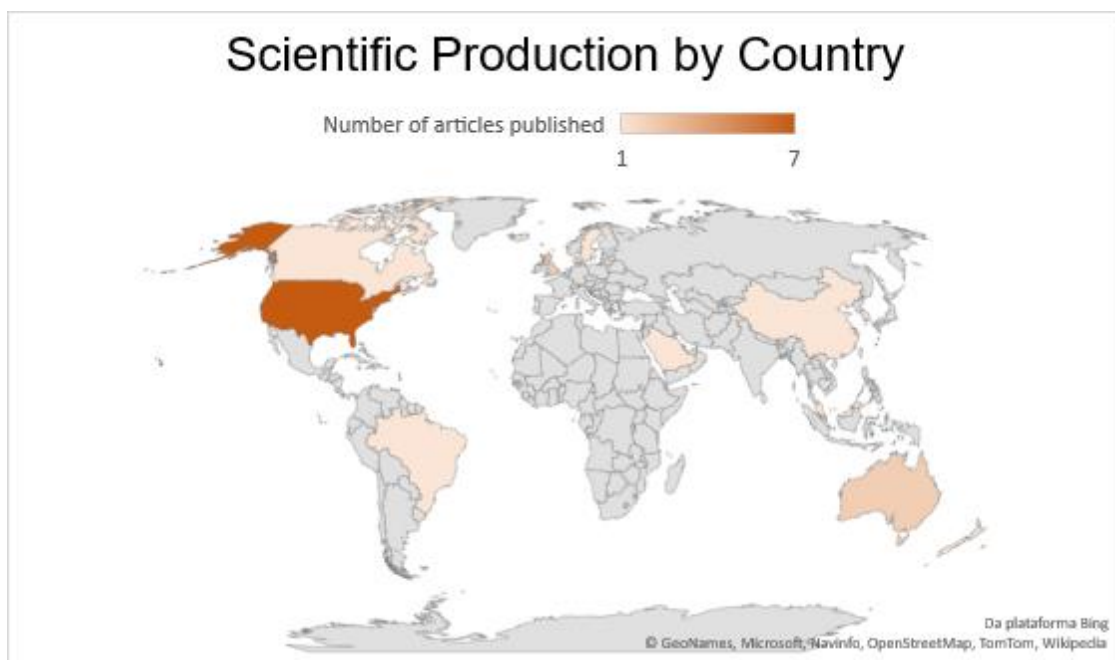 Scientific Production by Country
Number of articles published
1 7
Da plataforma Bing
© GeoNames, Microsoft, Navinfo, OpenStreetMap, TomTom, Wikipedia